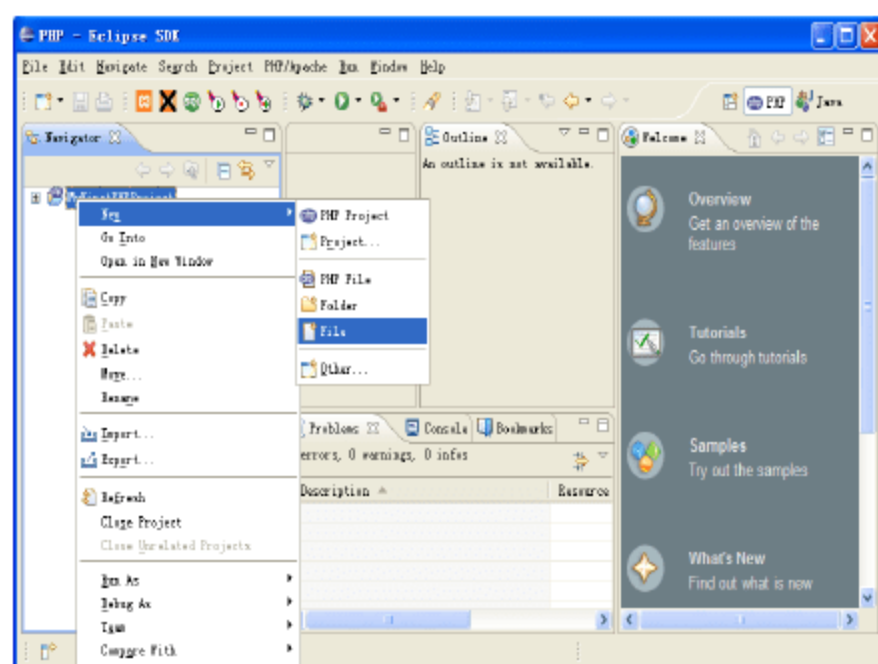 PHP - Eclipse SDK
File Edit Navigate Search Project PHP/Apache Run Window Help
PHP
Java
Navigator
Outline
Welcome
An outline is not available.
MyFirstPHPProject
New
Go Into
Open in New Window
Copy
Paste
Delete
Move...
Rename
Import...
Export...
Refresh
Close Project
Close Unrelated Projects
Run As
Debug As
Team
Compare With
PHP Project
Project...
PHP File
Folder
File
Other...
Problems
Console
Bookmarks
errors, 0 warnings, 0 infos
Description
Resource
Overview
Get an overview of the
features
Tutorials
Go through tutorials
Samples
Try out the samples
What's New
Find out what is new